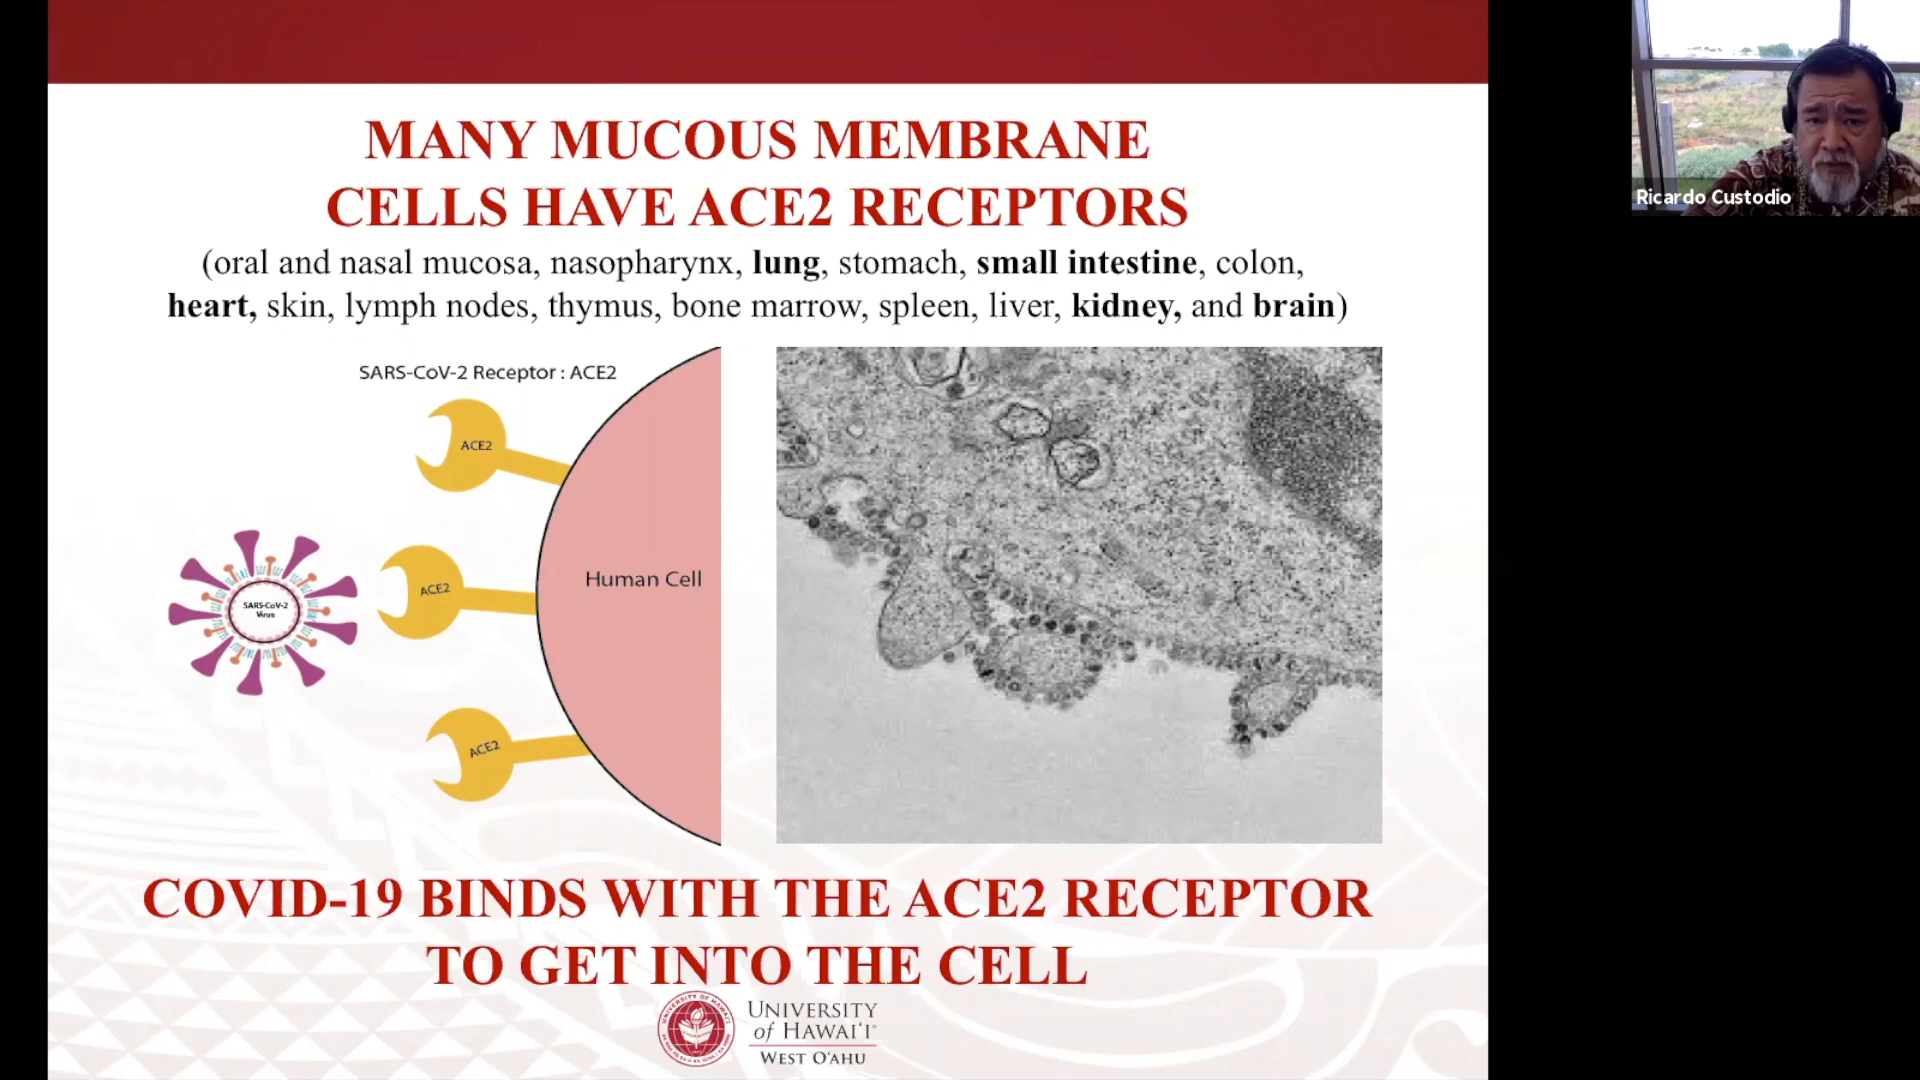 MANY MUCOUS MEMBRANE
CELLS HAVE ACE2 RECEPTORS
(oral and nasal mucosa, nasopharynx, lung, stomach, small intestine, colon,
heart, skin, lymph nodes, thymus, bone marrow, spleen, liver, kidney, and brain)
SARS-CoV-2 Receptor : ACE2
ACE2
ACE2
ACE2
SARS-CoV-2
Virus
Human Cell
COVID-19 BINDS WITH THE ACE2 RECEPTOR
TO GET INTO THE CELL
UNIVERSITY
of HAWAIʻI®
WEST OʻAHU
Ricardo Custodio